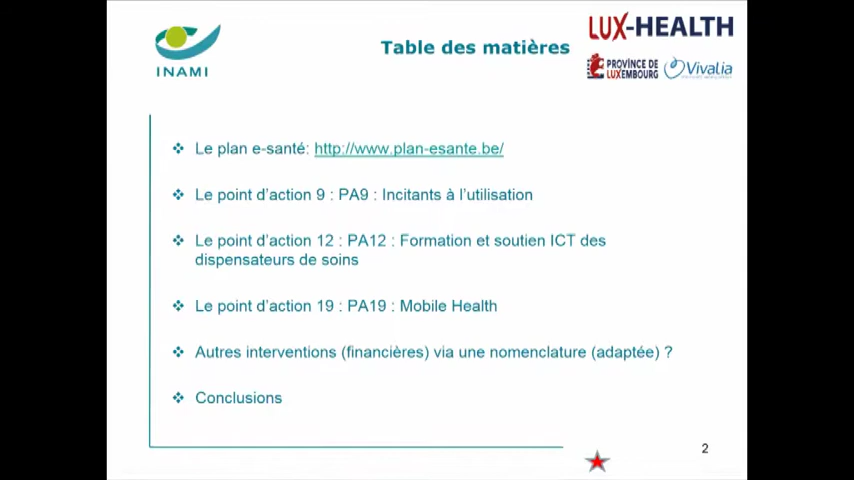 INAMI
Table des matières
LUX-HEALTH
PROVINCE DE
LUXEMBOURG
Vivalia
Le plan e-santé: http://www.plan-esante.be/
Le point d’action 9 : PA9 : Incitants à l’utilisation
Le point d’action 12 : PA12 : Formation et soutien ICT des
dispensateurs de soins
Le point d’action 19 : PA19 : Mobile Health
Autres interventions (financières) via une nomenclature (adaptée) ?
Conclusions
2